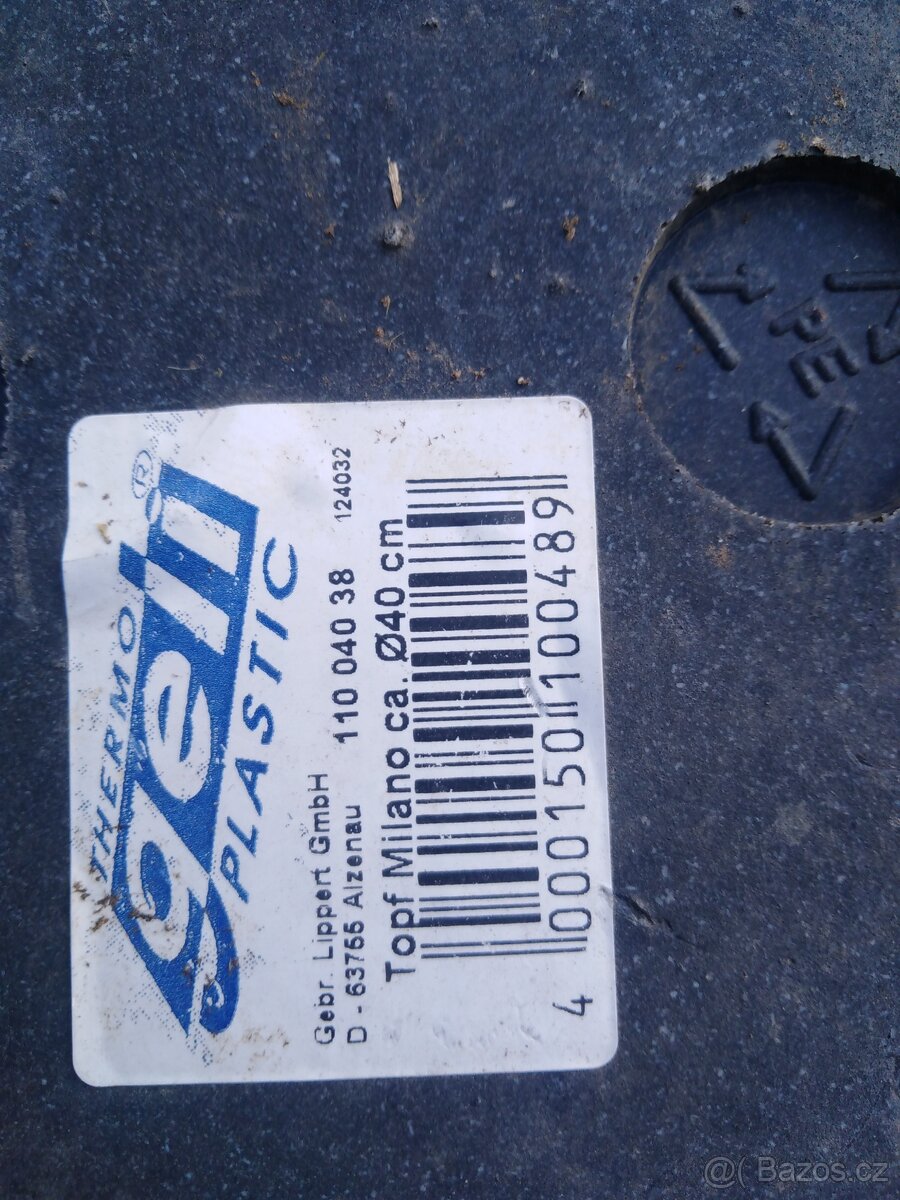 THERMO
geli
®
PLASTIC
Gebr. Lippert GmbH
D - 63755 Alzenau
110 040 38
124032
Topf Milano ca. Ø40 cm
4 000150 100489
PE
@( Bazos.cz